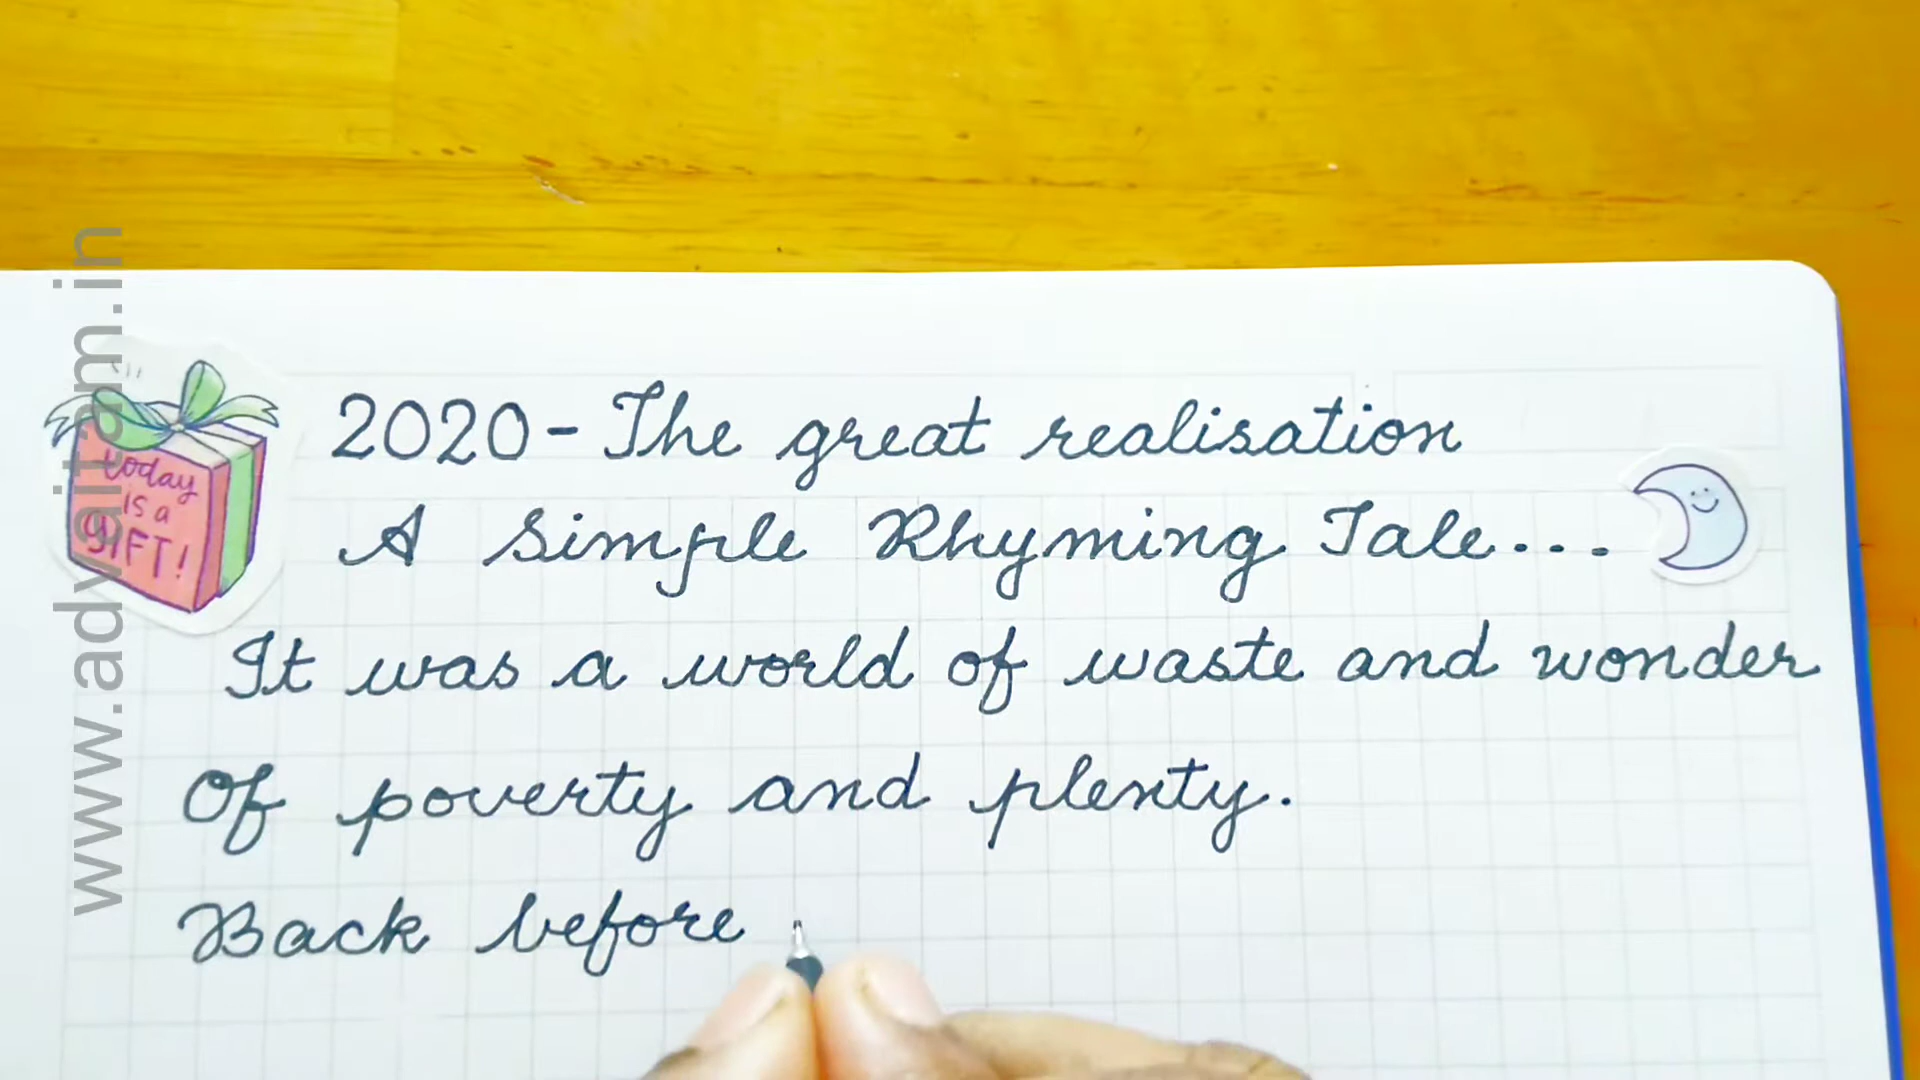 www.adyaitam.in
today
is a
GIFT!
2020-The great realisation
A Simple Rhyming Tale...
It was a world of waste and wonder
Of poverty and plenty.
Back before